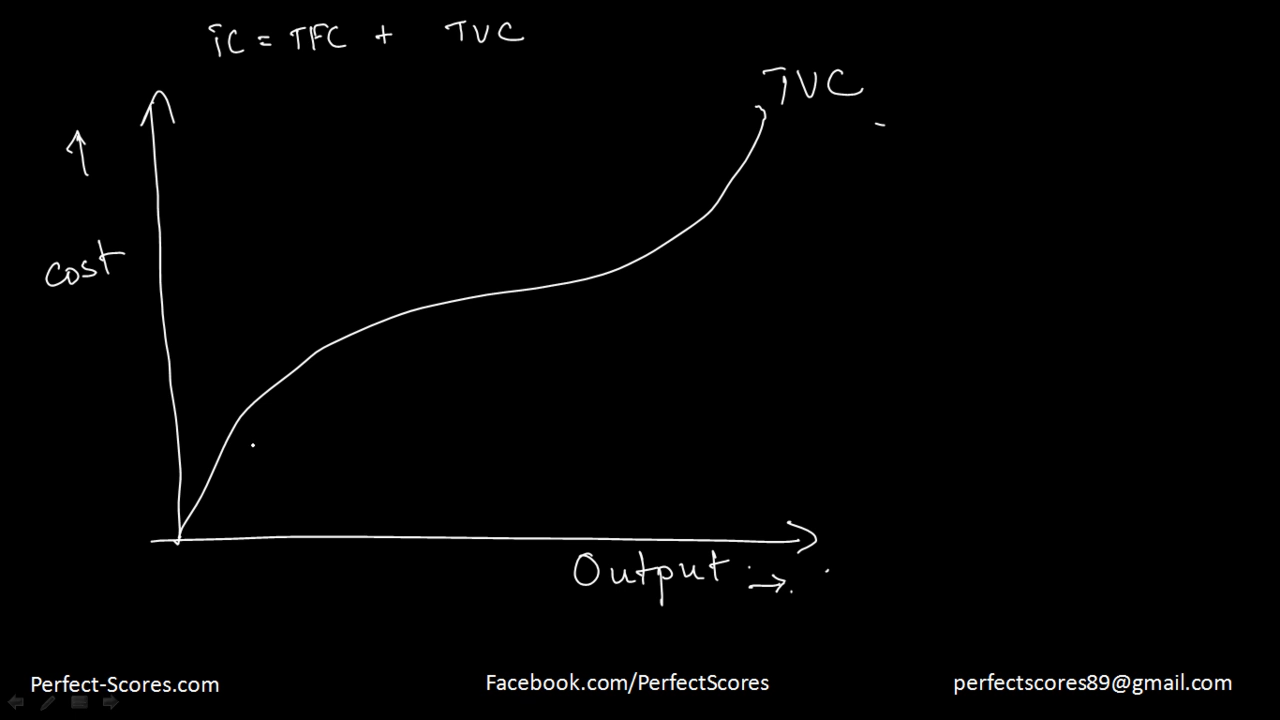 TC = TFC + TVC
TVC
cost
Output →
Perfect-Scores.com
Facebook.com/PerfectScores
perfectscores89@gmail.com